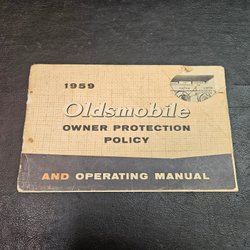 1959
Oldsmobile
OWNER PROTECTION
POLICY
AND OPERATING MANUAL